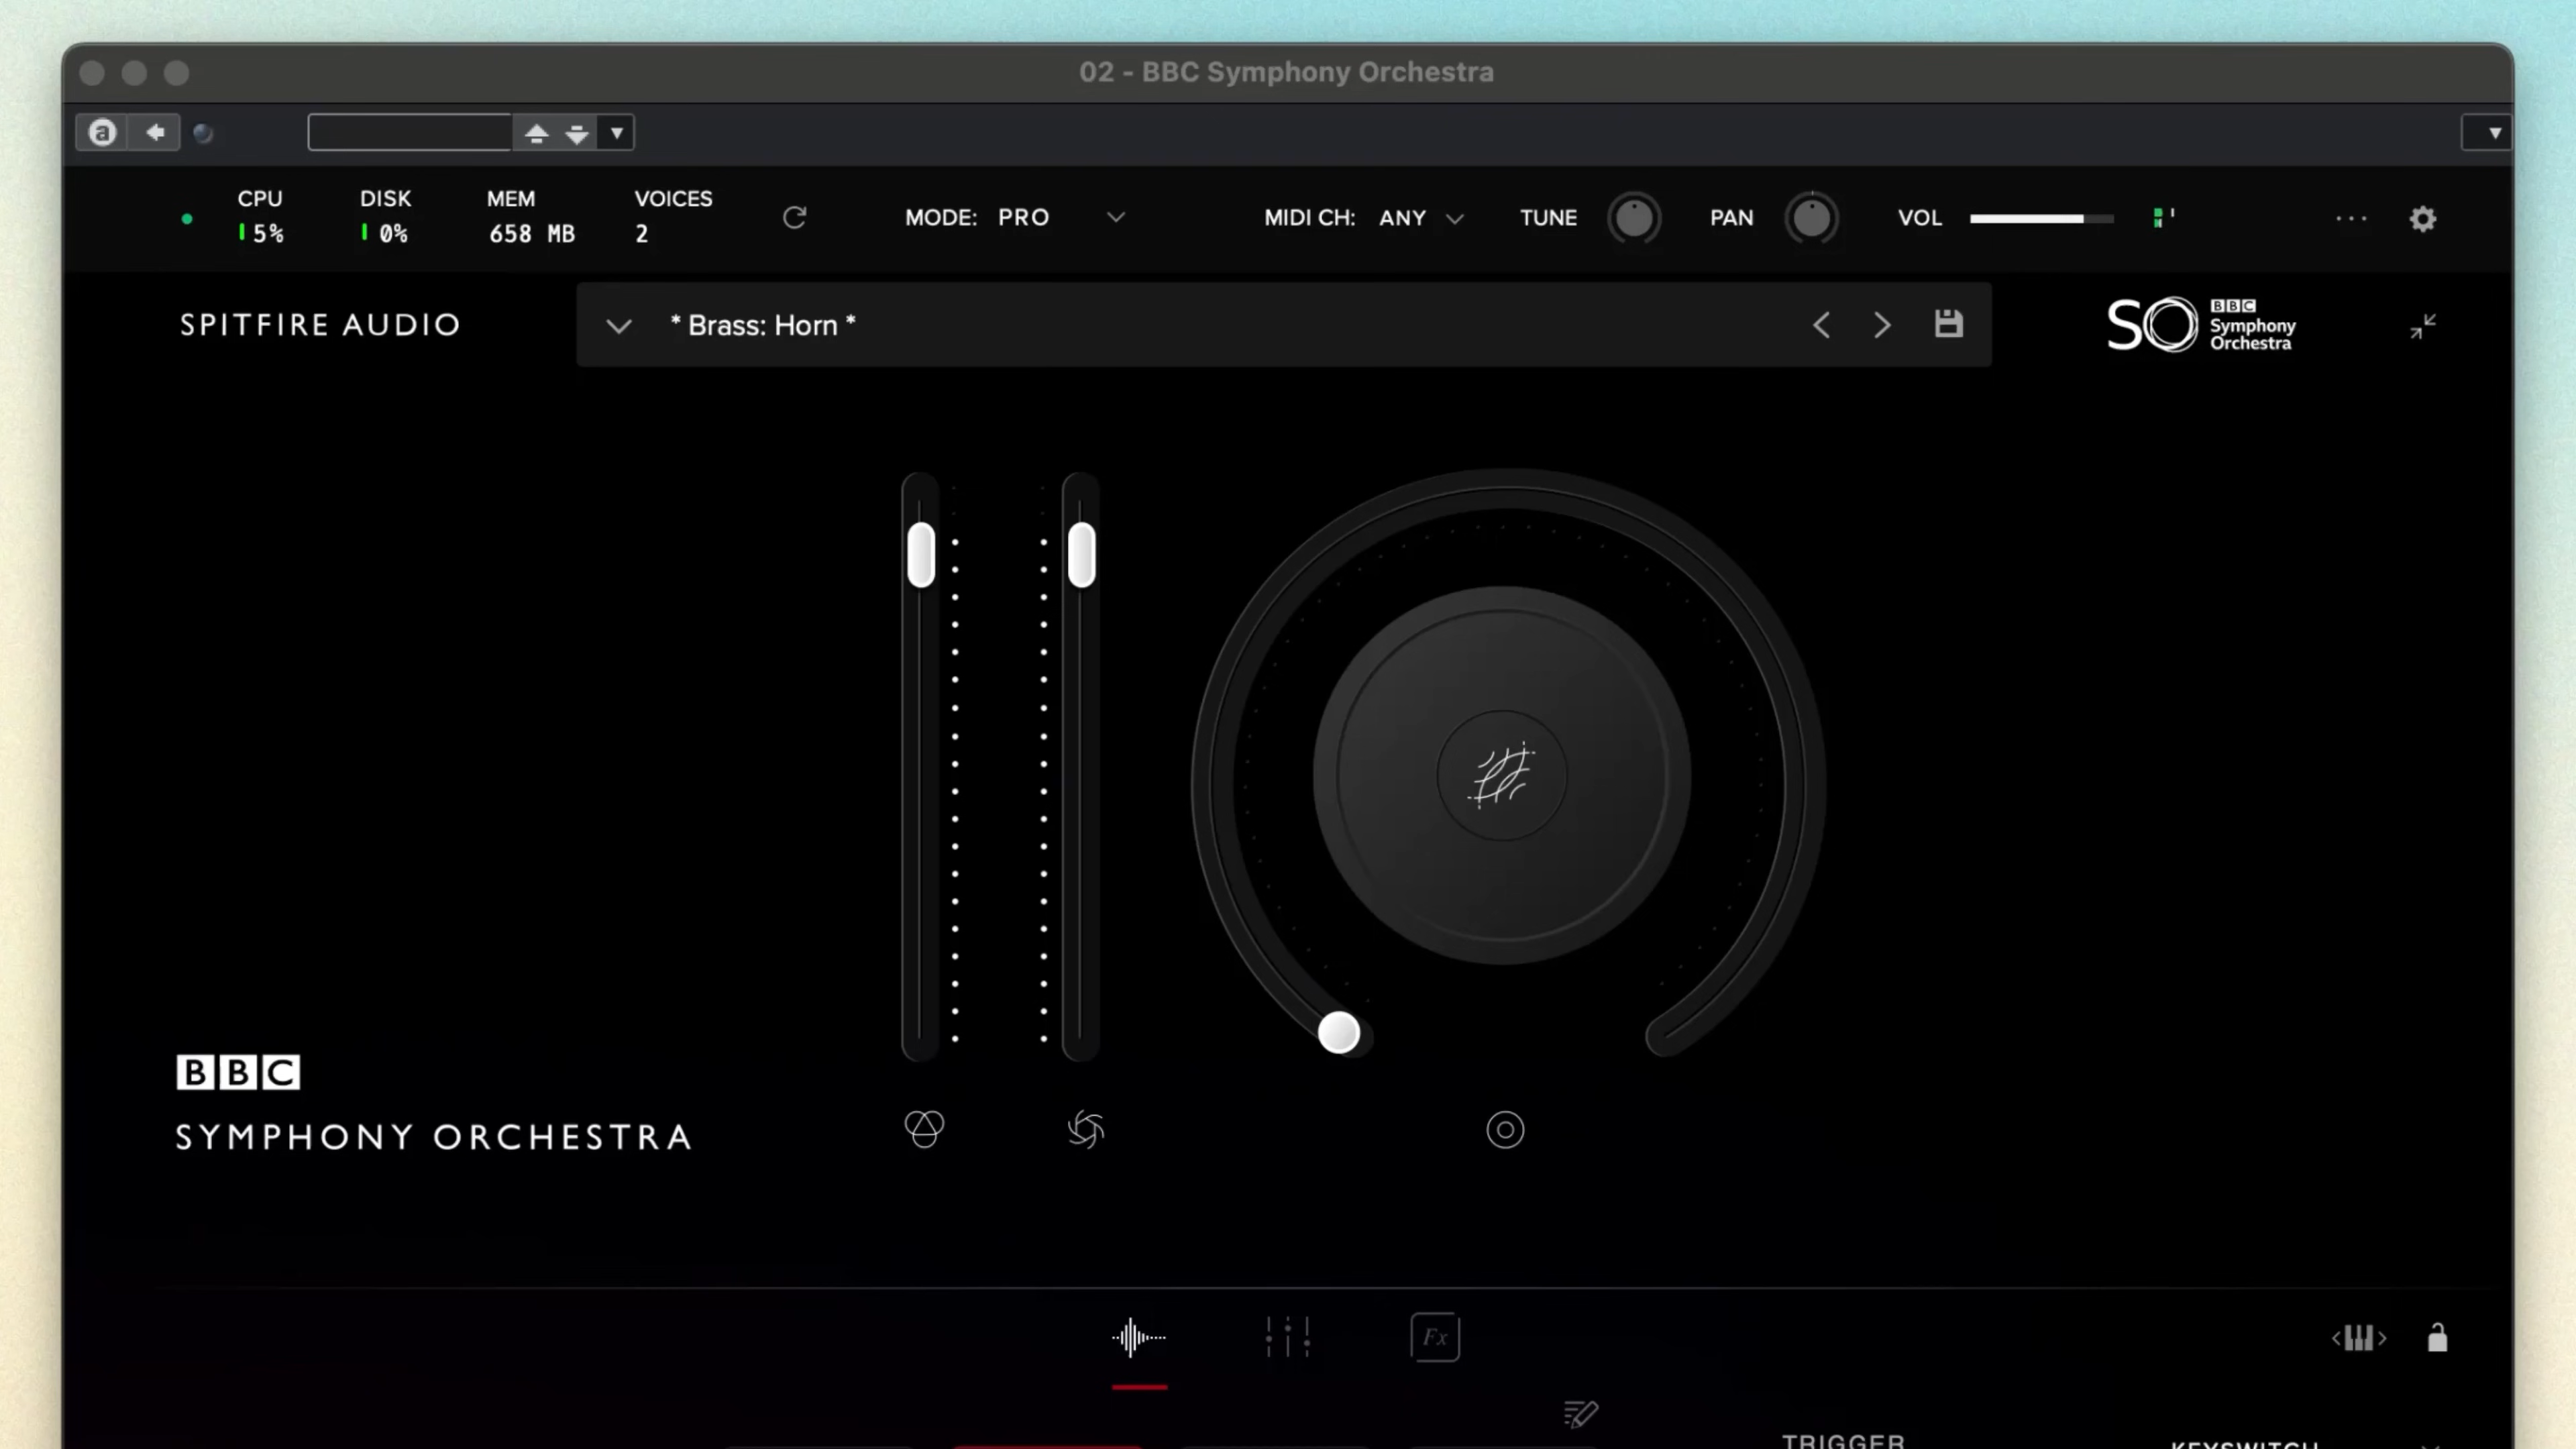 02 - BBC Symphony Orchestra
CPU
5%
DISK
0%
MEM
658 MB
VOICES
2
MODE: PRO
MIDI CH: ANY
TUNE
PAN
VOL
SPITFIRE AUDIO
* Brass: Horn *
SO
BBC
Symphony
Orchestra
BBC
SYMPHONY ORCHESTRA
Fx
TRIGGER
KEYSWITCH